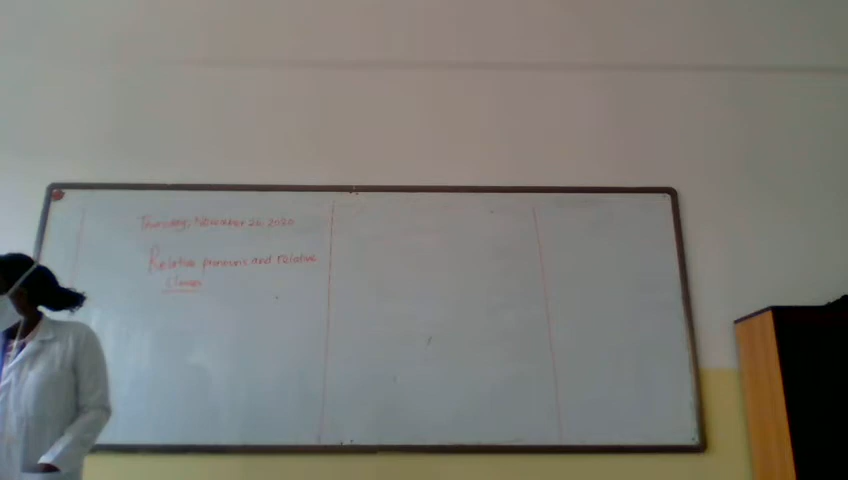 Thursday, November 26 2020
Relative pronouns and relative
clauses